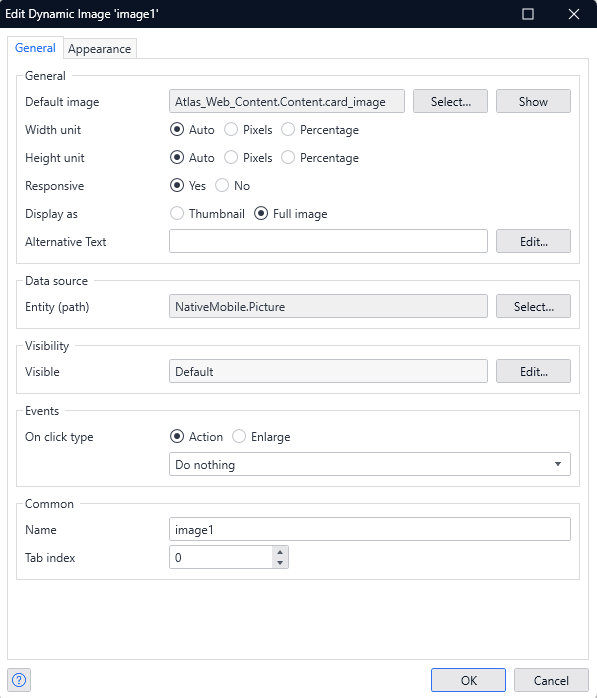 Edit Dynamic Image 'image1'
General Appearance
General
Default image Atlas_Web_Content.Content.card_image Select... Show
Width unit Auto Pixels Percentage
Height unit Auto Pixels Percentage
Responsive Yes No
Display as Thumbnail Full image
Alternative Text Edit...
Data source
Entity (path) NativeMobile.Picture Select...
Visibility
Visible Default Edit...
Events
On click type Action Enlarge
Do nothing
Common
Name image1
Tab index 0
? OK Cancel